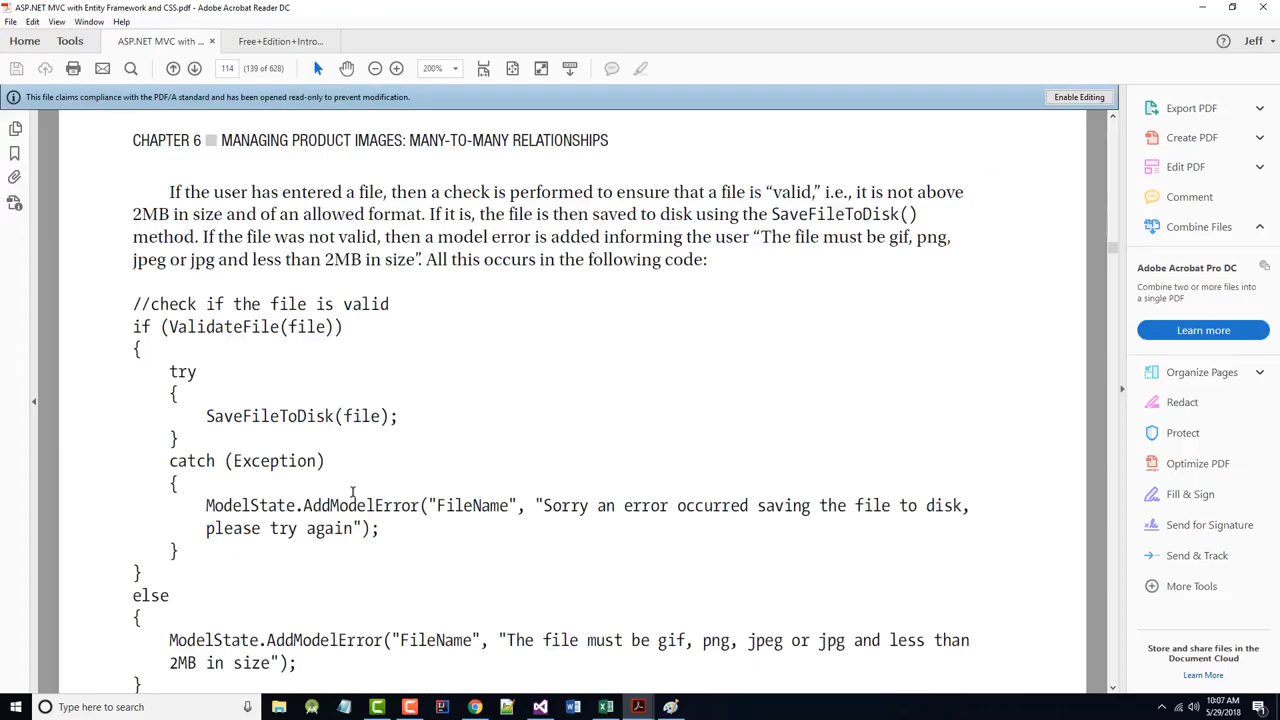 ASP.NET MVC with Entity Framework and CSS.pdf - Adobe Acrobat Reader DC
File Edit View Window Help
Home Tools ASP.NET MVC with ... × Free+Edition+Intro... Jeff
114 (139 of 628) 200%
This file claims compliance with the PDF/A standard and has been opened read-only to prevent modification. Enable Editing
CHAPTER 6 ■ MANAGING PRODUCT IMAGES: MANY-TO-MANY RELATIONSHIPS
If the user has entered a file, then a check is performed to ensure that a file is “valid,” i.e., it is not above
2MB in size and of an allowed format. If it is, the file is then saved to disk using the SaveFileToDisk()
method. If the file was not valid, then a model error is added informing the user “The file must be gif, png,
jpeg or jpg and less than 2MB in size”. All this occurs in the following code:
//check if the file is valid
if (ValidateFile(file))
{
try
{
SaveFileToDisk(file);
}
catch (Exception)
{
ModelState.AddModelError("FileName", "Sorry an error occurred saving the file to disk,
please try again");
}
}
else
{
ModelState.AddModelError("FileName", "The file must be gif, png, jpeg or jpg and less than
2MB in size");
}
Export PDF
Create PDF
Edit PDF
Comment
Combine Files
Adobe Acrobat Pro DC
Combine two or more files into
a single PDF
Learn more
Organize Pages
Redact
Protect
Optimize PDF
Fill & Sign
Send for Signature
Send & Track
More Tools
Store and share files in the
Document Cloud
Learn More
Type here to search
10:07 AM
5/29/2018